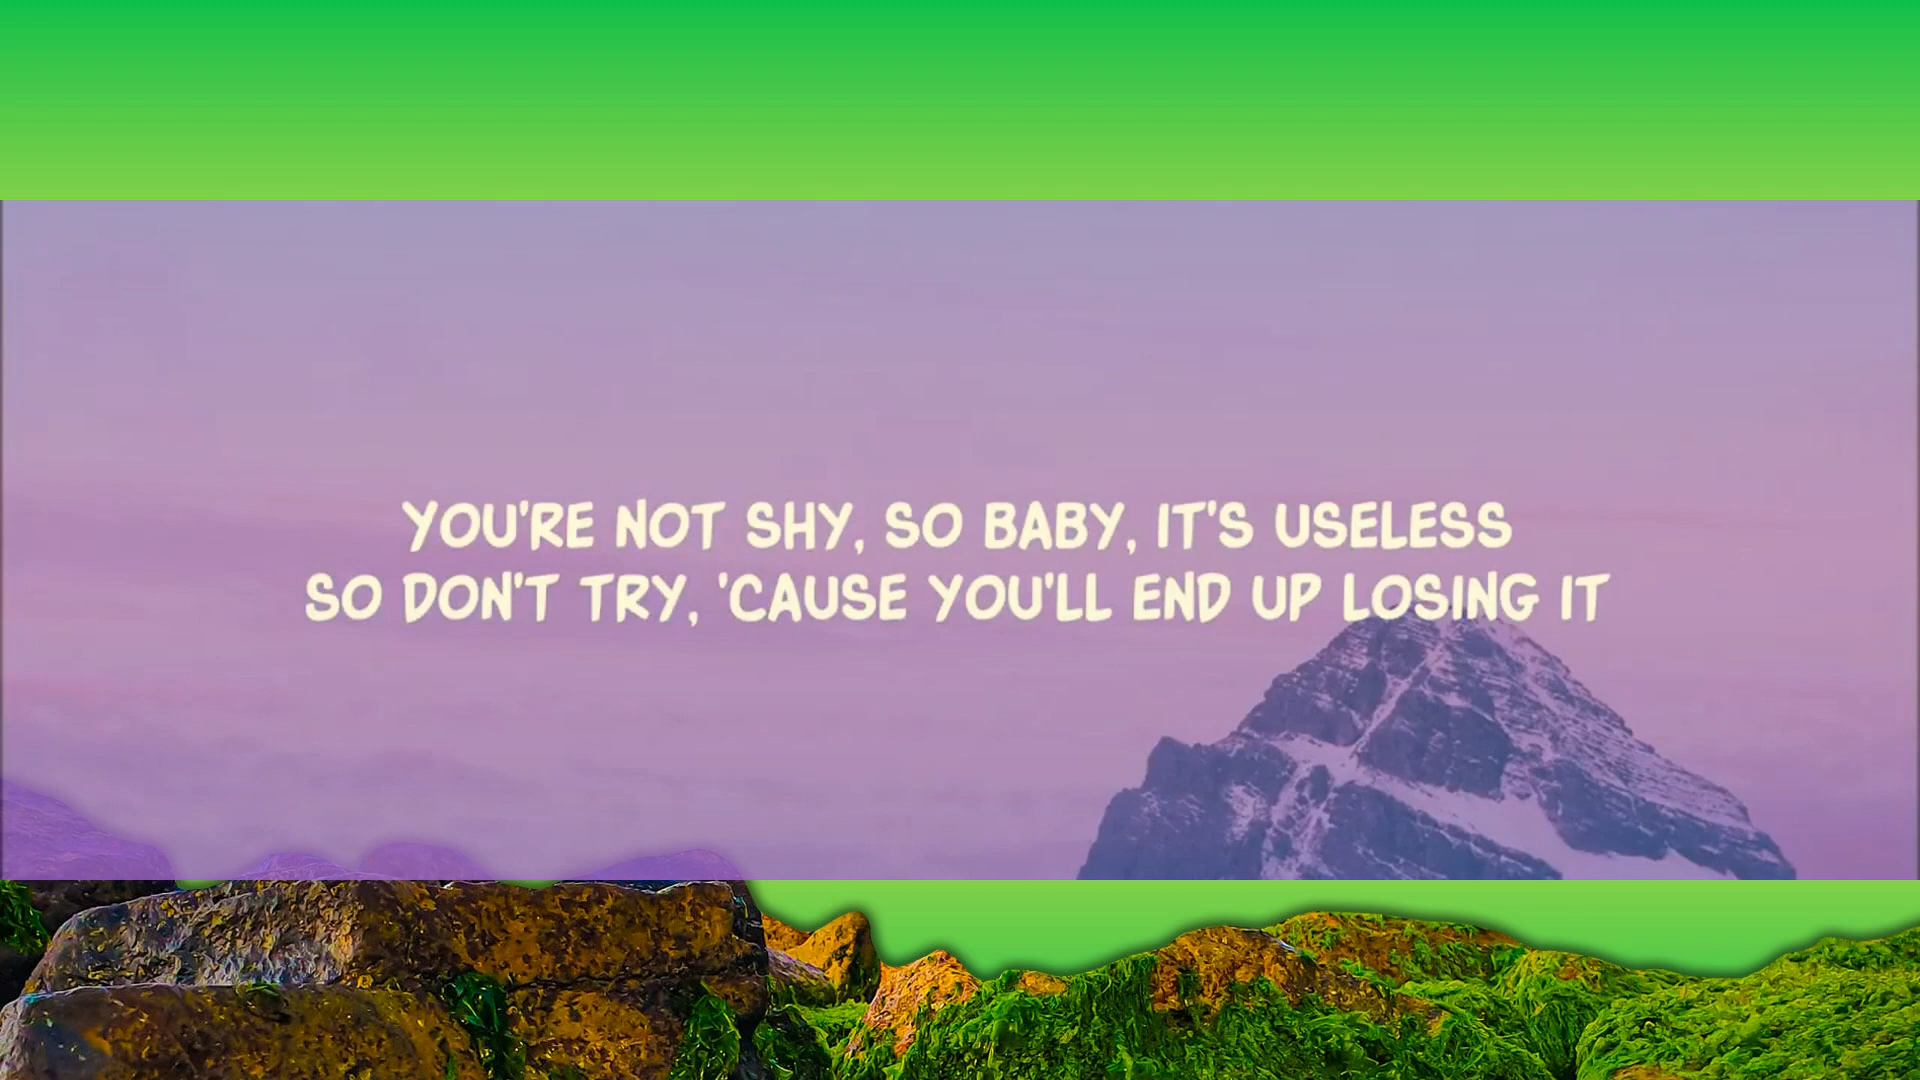 YOU'RE NOT SHY, SO BABY, IT'S USELESS
SO DON'T TRY, 'CAUSE YOU'LL END UP LOSING IT